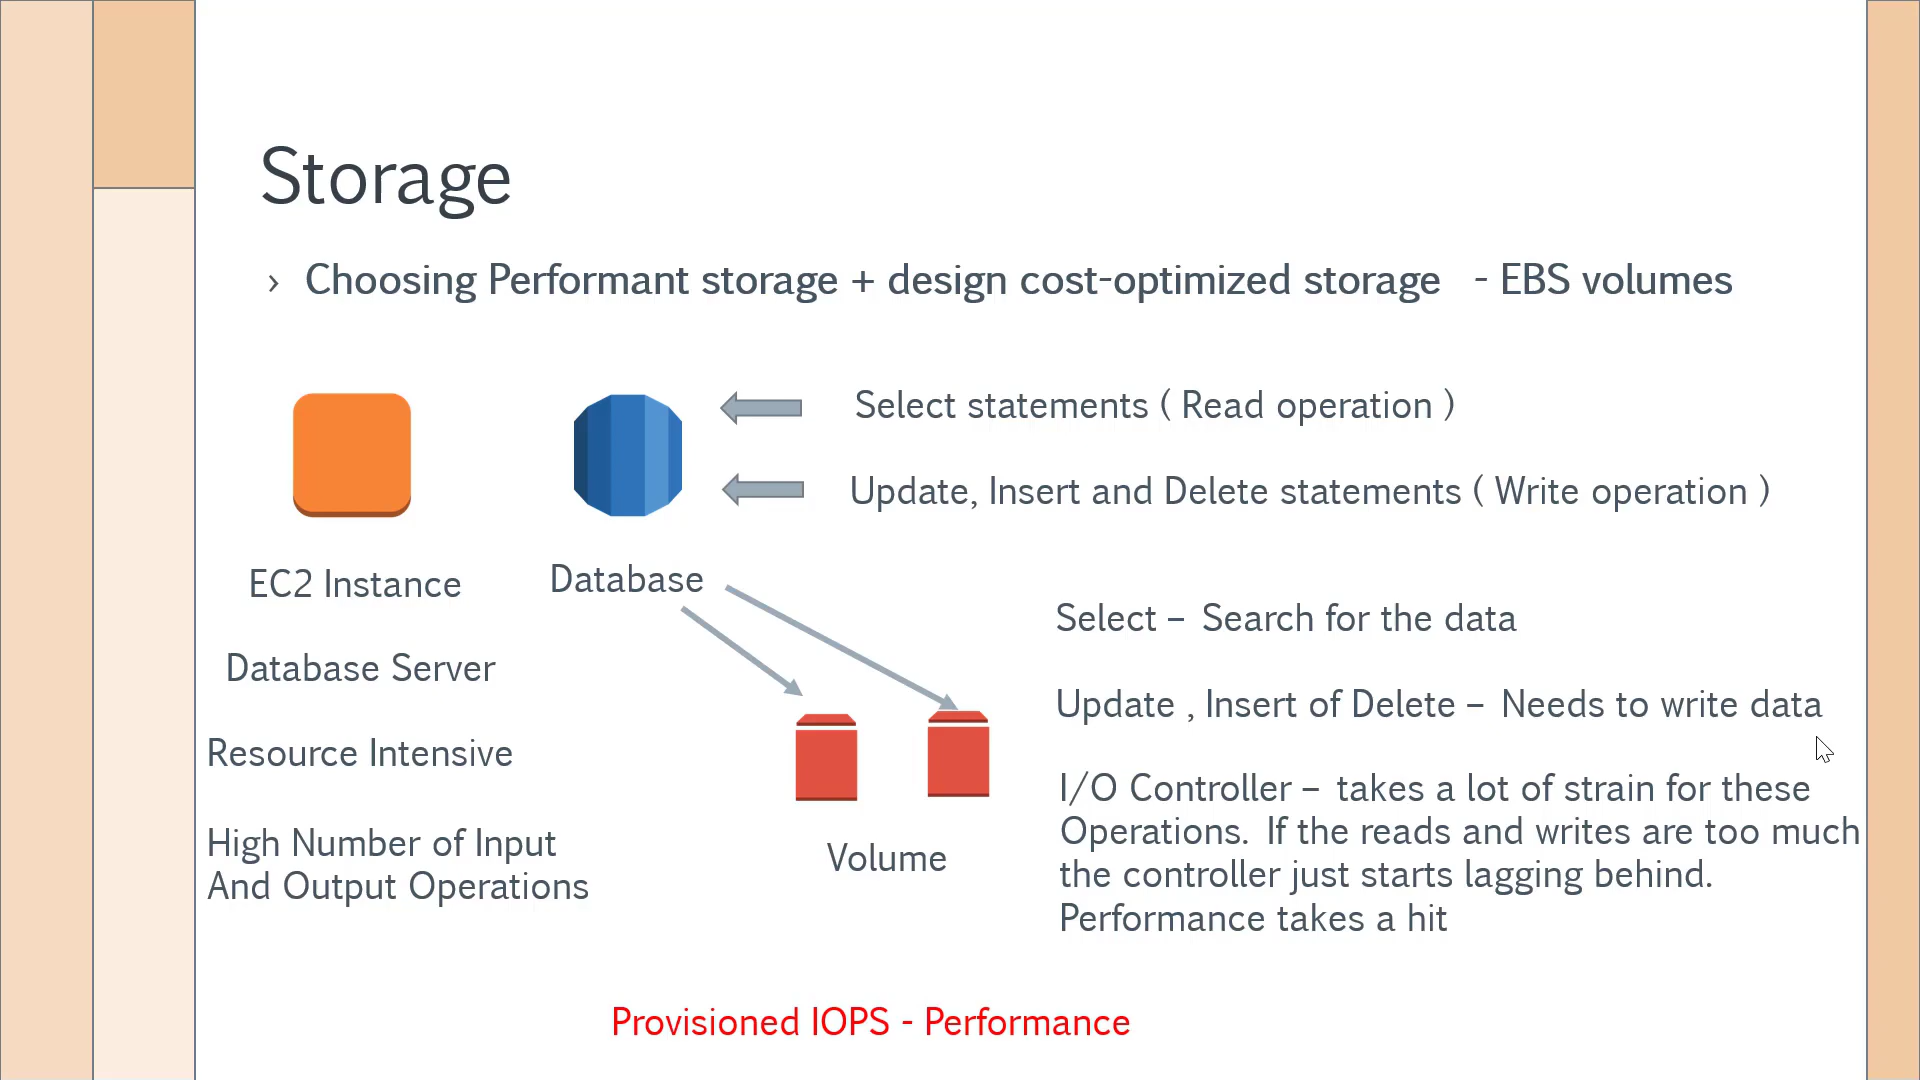 Storage
› Choosing Performant storage + design cost-optimized storage - EBS volumes
Select statements ( Read operation )
Update, Insert and Delete statements ( Write operation )
EC2 Instance
Database
Database Server
Resource Intensive
High Number of Input
And Output Operations
Volume
Select – Search for the data
Update , Insert of Delete – Needs to write data
I/O Controller – takes a lot of strain for these
Operations. If the reads and writes are too much
the controller just starts lagging behind.
Performance takes a hit
Provisioned IOPS - Performance